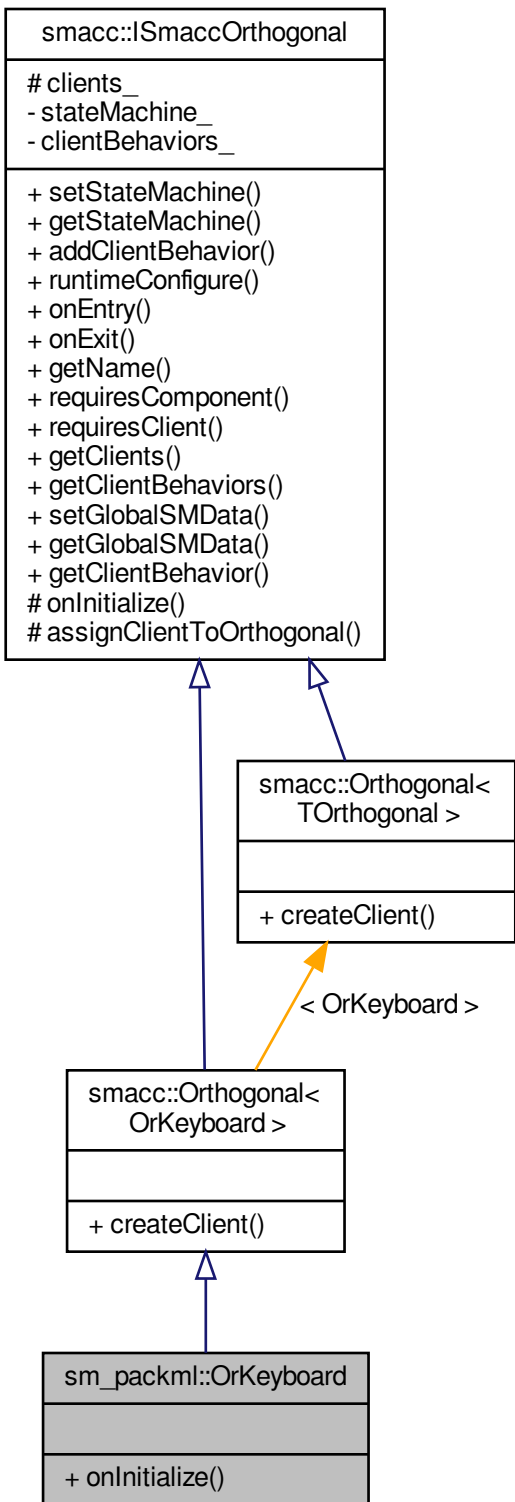 smacc::ISmaccOrthogonal
# clients_
- stateMachine_
- clientBehaviors_
+ setStateMachine()
+ getStateMachine()
+ addClientBehavior()
+ runtimeConfigure()
+ onEntry()
+ onExit()
+ getName()
+ requiresComponent()
+ requiresClient()
+ getClients()
+ getClientBehaviors()
+ setGlobalSMData()
+ getGlobalSMData()
+ getClientBehavior()
# onInitialize()
# assignClientToOrthogonal()
smacc::Orthogonal<
TOrthogonal >
+ createClient()
< OrKeyboard >
smacc::Orthogonal<
OrKeyboard >
+ createClient()
sm_packml::OrKeyboard
+ onInitialize()